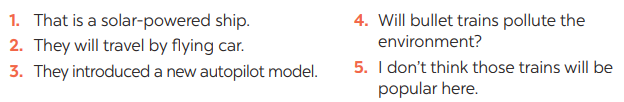 1. That is a solar-powered ship.
2. They will travel by flying car.
3. They introduced a new autopilot model.
4. Will bullet trains pollute the
environment?
5. I don't think those trains will be
popular here.